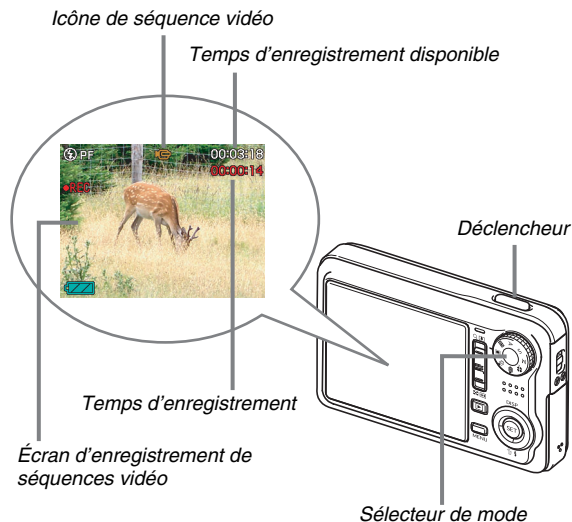 Icône de séquence vidéo
Temps d'enregistrement disponible
PF
00:03:18
00:00:14
REC
Déclencheur
DISP
SET
MENU
Temps d'enregistrement
Écran d'enregistrement de
séquences vidéo
Sélecteur de mode